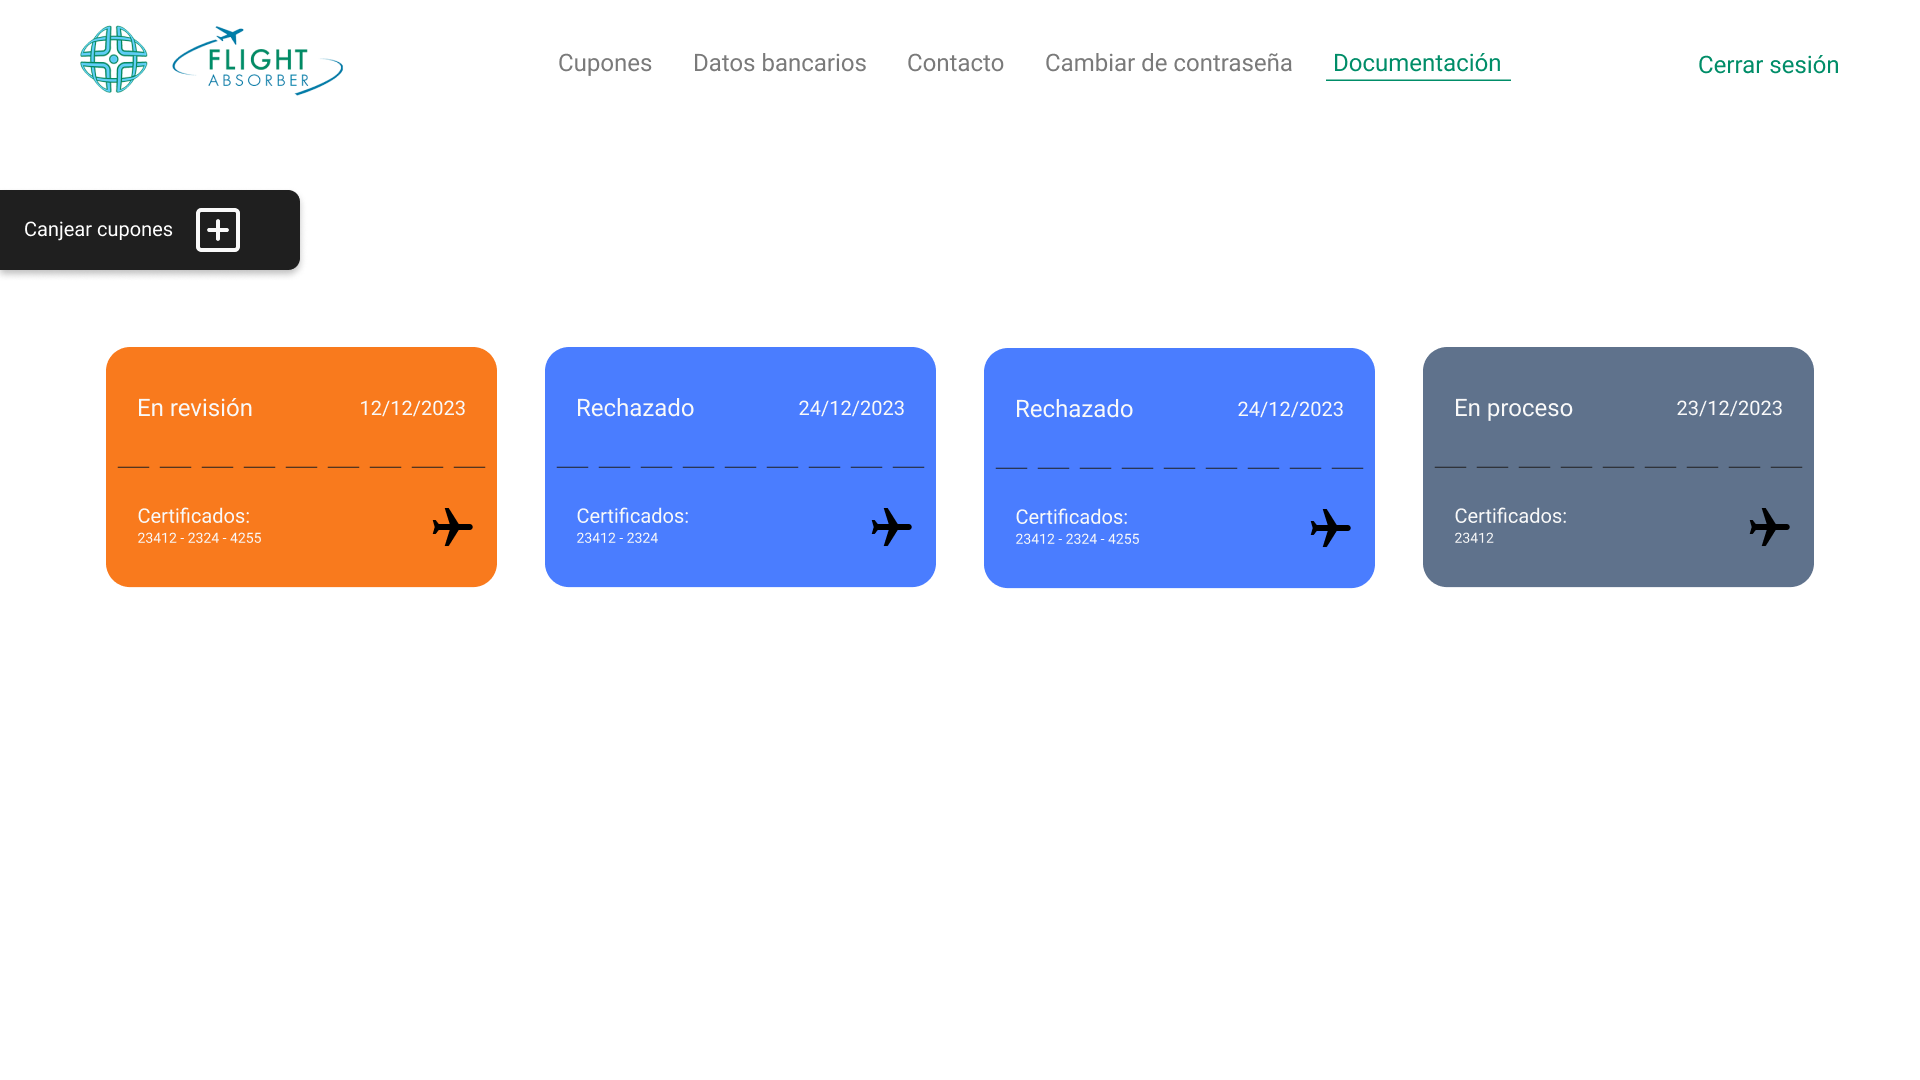 FLIGHT
ABSORBER
Cupones
Datos bancarios
Contacto
Cambiar de contraseña
Documentación
Cerrar sesión
Canjear cupones
En revisión
12/12/2023
Certificados:
23412 - 2324 - 4255
Rechazado
24/12/2023
Certificados:
23412 - 2324
Rechazado
24/12/2023
Certificados:
23412 - 2324 - 4255
En proceso
23/12/2023
Certificados:
23412